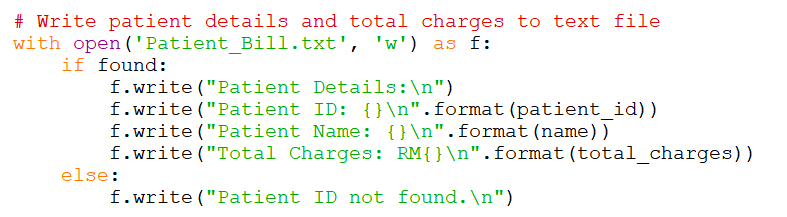 # Write patient details and total charges to text file
with open('Patient_Bill.txt', 'w') as f:
    if found:
        f.write("Patient Details:\n")
        f.write("Patient ID: {}\n".format(patient_id))
        f.write("Patient Name: {}\n".format(name))
        f.write("Total Charges: RM{}\n".format(total_charges))
    else:
        f.write("Patient ID not found.\n")